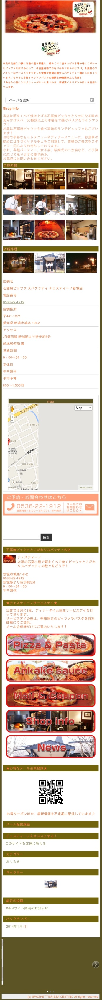 石窯焼
ピッツァ
スパゲッティー
石窯焼
ピッツァ
スパゲッティー
当店は店舗入口横に石窯小屋を設置し、薪をくべて焼き上げる本場の味にこだわっ
たピッツァをはじめとして、名古屋名物でおなじみの「あんかけスパ」を独自のス
パイシーなソースとモチモチした食感が特徴の極太スパゲッティー麺にこだわって
います。もちろん本格イタリアンパスタの種類も50種類以上と充実！
「あなたの気に入りメニューがきっと見つかる、新城流イタリアンの店」を目指し
ています。
ページを選択
Shop info
当店は薪をくべて焼き上げる石窯焼ピッツァとクセになる味の
あんかけスパ、50種類以上の本格茹で揚げパスタをラインナッ
プ！
お昼は石窯焼ピッツァも食べ放題のランチビュッフェもござい
ます！
お得で多彩なセットメニューやディナーメニューに、お食事の
締めには手づくりドルチェをご用意して、皆様のご来店をスタ
ッフ一同心よりお待ちしております。
なお、各種パーティー、女子会、結婚式の二次会など、ご予算
に応じて承ります≪要予約≫。
お気軽にお問い合わせください。
店舗内観
店舗外観
店舗名
石窯焼ピッツァ スパゲッティ チェスティーノ新城店
電話番号
0536-22-1912
店舗住所
〒441-1371
愛知県 新城市城北 1-8-2
アクセス
JR飯田線 新城駅より徒歩約5分
新城郵便局 裏
営業時間
9：00〜24：00
定休日
年中無休
平均予算
800〜1,500円
map
Map
Shinshiro By-p
NISHIU
飯田線
URANO
NISHI
Terms of Use
ご予約・お問合わせはこちら
0536-22-1912
営業時間（9:00〜24:00） 年中無休
メールでの
お問合わせ
はこちら
検索
石窯焼ピッツァとこだわりスパッティの店
チェスティーノ
店頭の石窯小屋で薪をくべて焼くピッツァとこだわ
りスパゲッティの数々をどうぞ！
新城市城北1-8-2
0536-22-1912
新城駅より徒歩約5分
9：00〜24：00
年中無休
★チェスティーノサービスデイ★
当店では月に1度、ディナータイム限定サービスデイを行
っております。
サービスデイの夜は、季節限定のピッツァやパスタを特別
価格にてご提供。
メール会員様だけにご案内いたします！
Pizza & Pasta
Ankake sauce
Mail & Coupon
Shop info
News
★お得なメール会員登録★
お得クーポンほか、最新情報を不定期に配信しています♪
メール配信履歴
チェスティーノをオススメする！
このサイトを友達に教える
カテゴリー
おしらせ
ギャラリー
最近の投稿
WEBサイト開設のお知らせ
バックナンバー
2014年1月 (1)
(c) SPAGHETTI&PIZZA CESTINO All rights reserved.